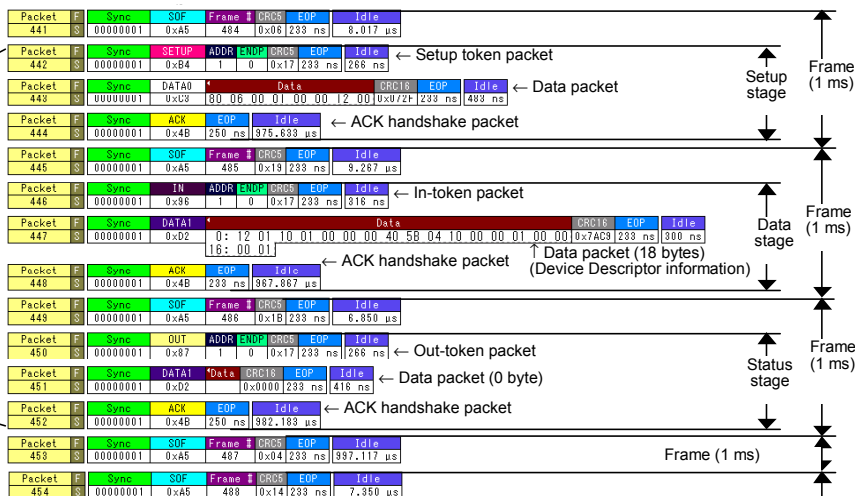 Packet F Sync SOF Frame # CRC5 EOP Idle
441 S 00000001 0xA5 484 0x06 233 ns 8.017 µs
Packet F Sync SETUP ADDR ENDP CRC5 EOP Idle
442 S 00000001 0xB4 1 0 0x17 233 ns 266 ns
← Setup token packet
Packet F Sync DATA0 Data CRC16 EOP Idle
443 S 00000001 0xC3 80 06 00 01 00 00 12 00 0x072F 233 ns 483 ns
← Data packet
Packet F Sync ACK EOP Idle
444 S 00000001 0x4B 250 ns 975.633 µs
← ACK handshake packet
Setup
stage
Frame
(1 ms)
Packet F Sync SOF Frame # CRC5 EOP Idle
445 S 00000001 0xA5 485 0x19 233 ns 9.267 µs
Packet F Sync IN ADDR ENDP CRC5 EOP Idle
446 S 00000001 0x96 1 0 0x17 233 ns 316 ns
← In-token packet
Packet F Sync DATA1 Data CRC16 EOP Idle
447 S 00000001 0xD2 0: 12 01 10 01 00 00 00 40 5B 04 10 00 00 01 00 00 0x7AC9 233 ns 300 ns
16: 00 01
↑ Data packet (18 bytes)
(Device Descriptor information)
Packet F Sync ACK EOP Idle
448 S 00000001 0x4B 233 ns 967.867 µs
← ACK handshake packet
Data
stage
Frame
(1 ms)
Packet F Sync SOF Frame # CRC5 EOP Idle
449 S 00000001 0xA5 486 0x1B 233 ns 6.850 µs
Packet F Sync OUT ADDR ENDP CRC5 EOP Idle
450 S 00000001 0x87 1 0 0x17 233 ns 266 ns
← Out-token packet
Packet F Sync DATA1 Data CRC16 EOP Idle
451 S 00000001 0xD2 0x0000 233 ns 416 ns
← Data packet (0 byte)
Packet F Sync ACK EOP Idle
452 S 00000001 0x4B 250 ns 982.183 µs
← ACK handshake packet
Status
stage
Frame
(1 ms)
Packet F Sync SOF Frame # CRC5 EOP Idle
453 S 00000001 0xA5 487 0x04 233 ns 997.117 µs
Frame (1 ms)
Packet F Sync SOF Frame # CRC5 EOP Idle
454 S 00000001 0xA5 488 0x14 233 ns 7.350 µs